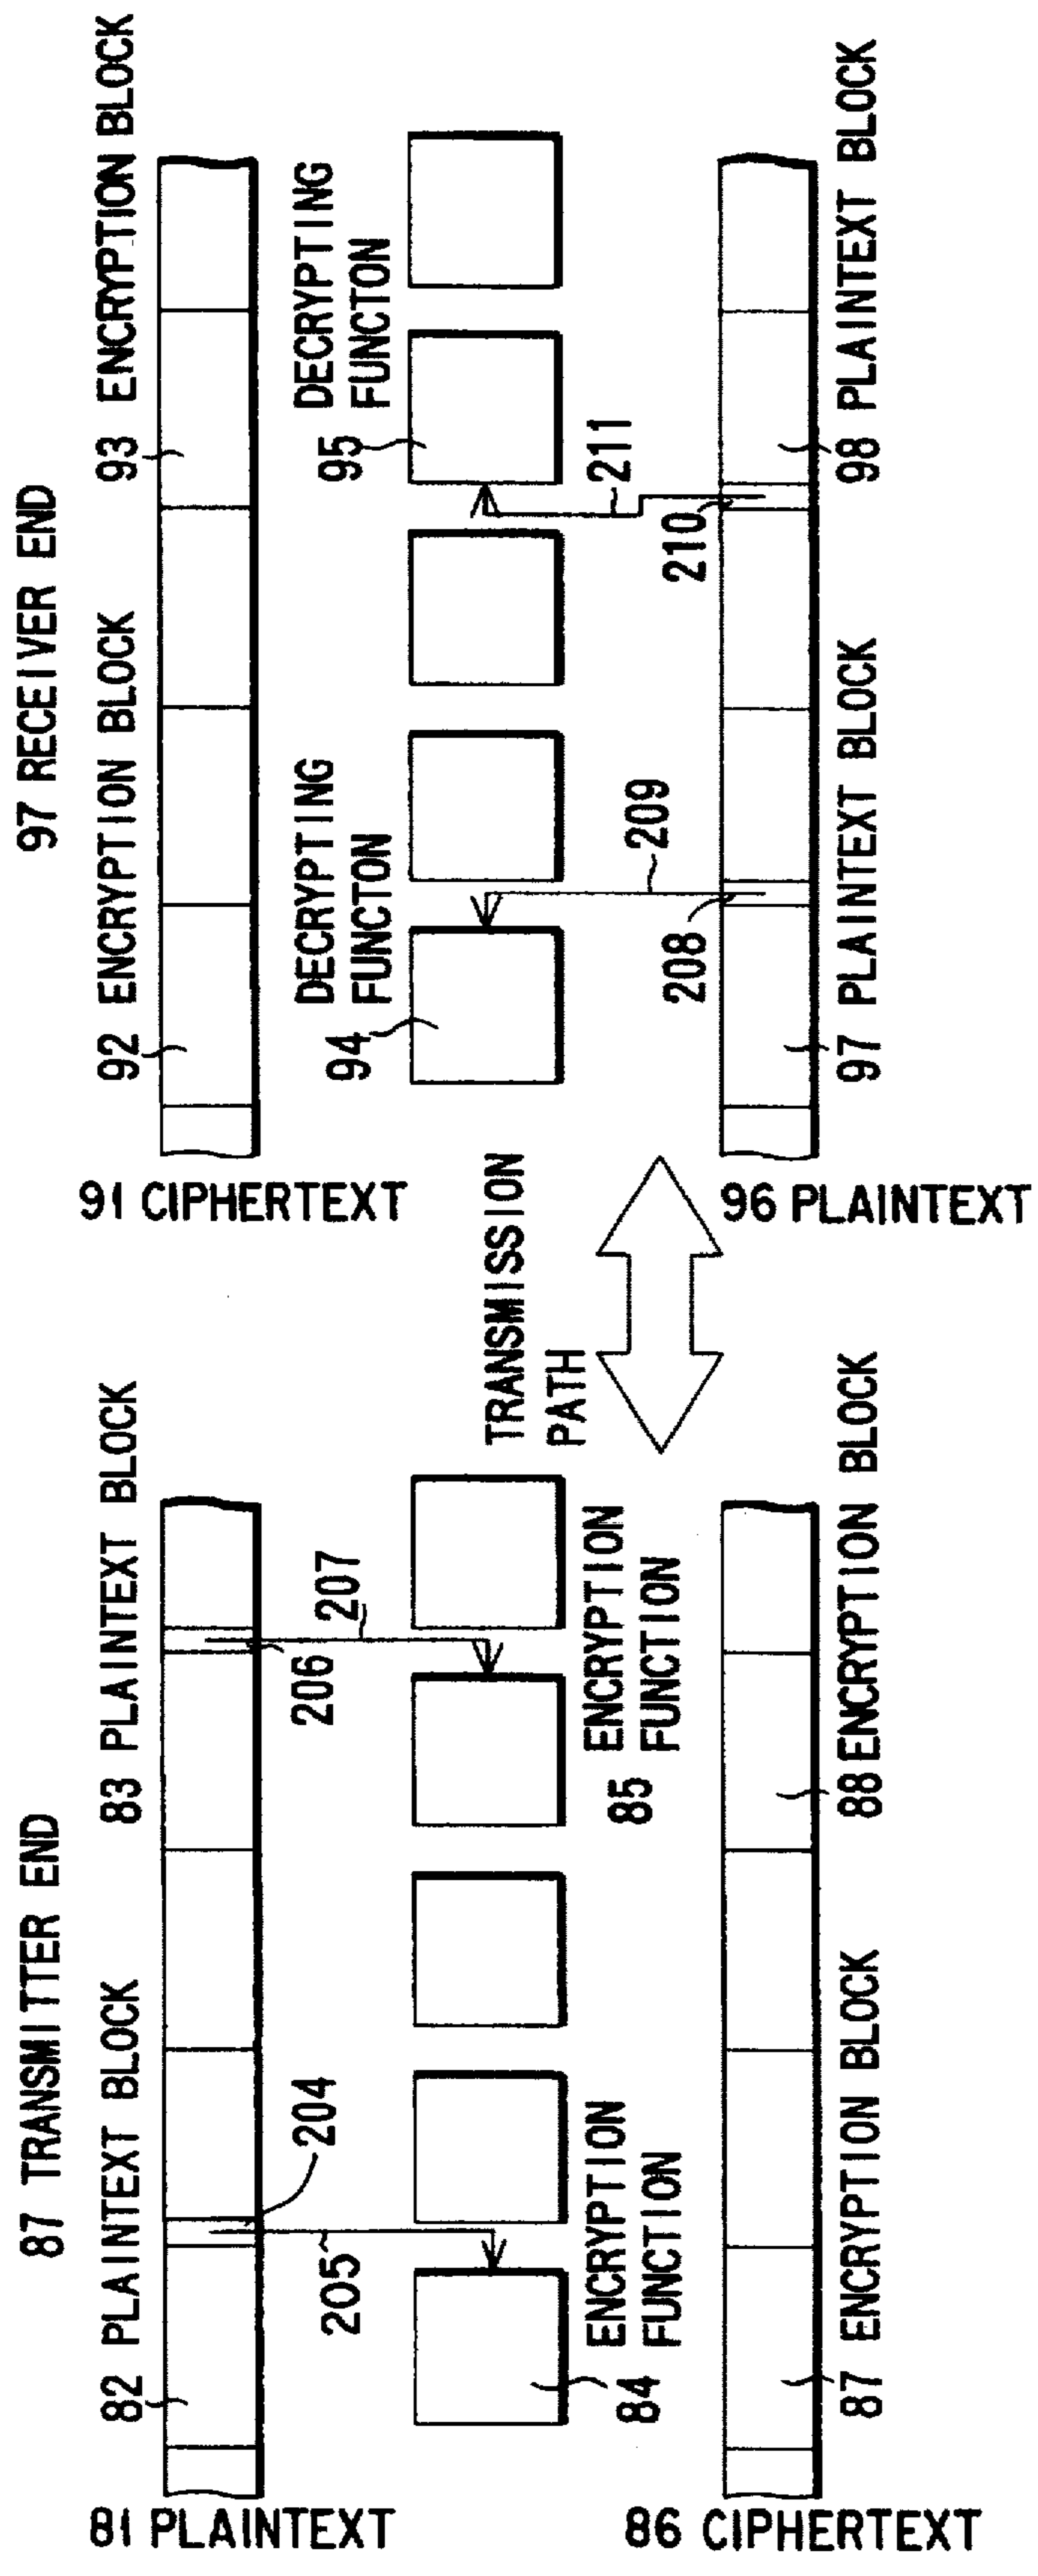 87 TRANSMITTER END
82 PLAINTEXT BLOCK
83 PLAINTEXT BLOCK
81 PLAINTEXT
204
205
206
207
84
ENCRYPTION
FUNCTION
85
ENCRYPTION
FUNCTION
86 CIPHERTEXT
87 ENCRYPTION BLOCK
88 ENCRYPTION BLOCK
TRANSMISSION
PATH
97 RECEIVER END
92 ENCRYPTION BLOCK
93 ENCRYPTION BLOCK
91 CIPHERTEXT
94
DECRYPTING
FUNCTON
95
DECRYPTING
FUNCTON
208
209
210
211
96 PLAINTEXT
97 PLAINTEXT BLOCK
98 PLAINTEXT BLOCK